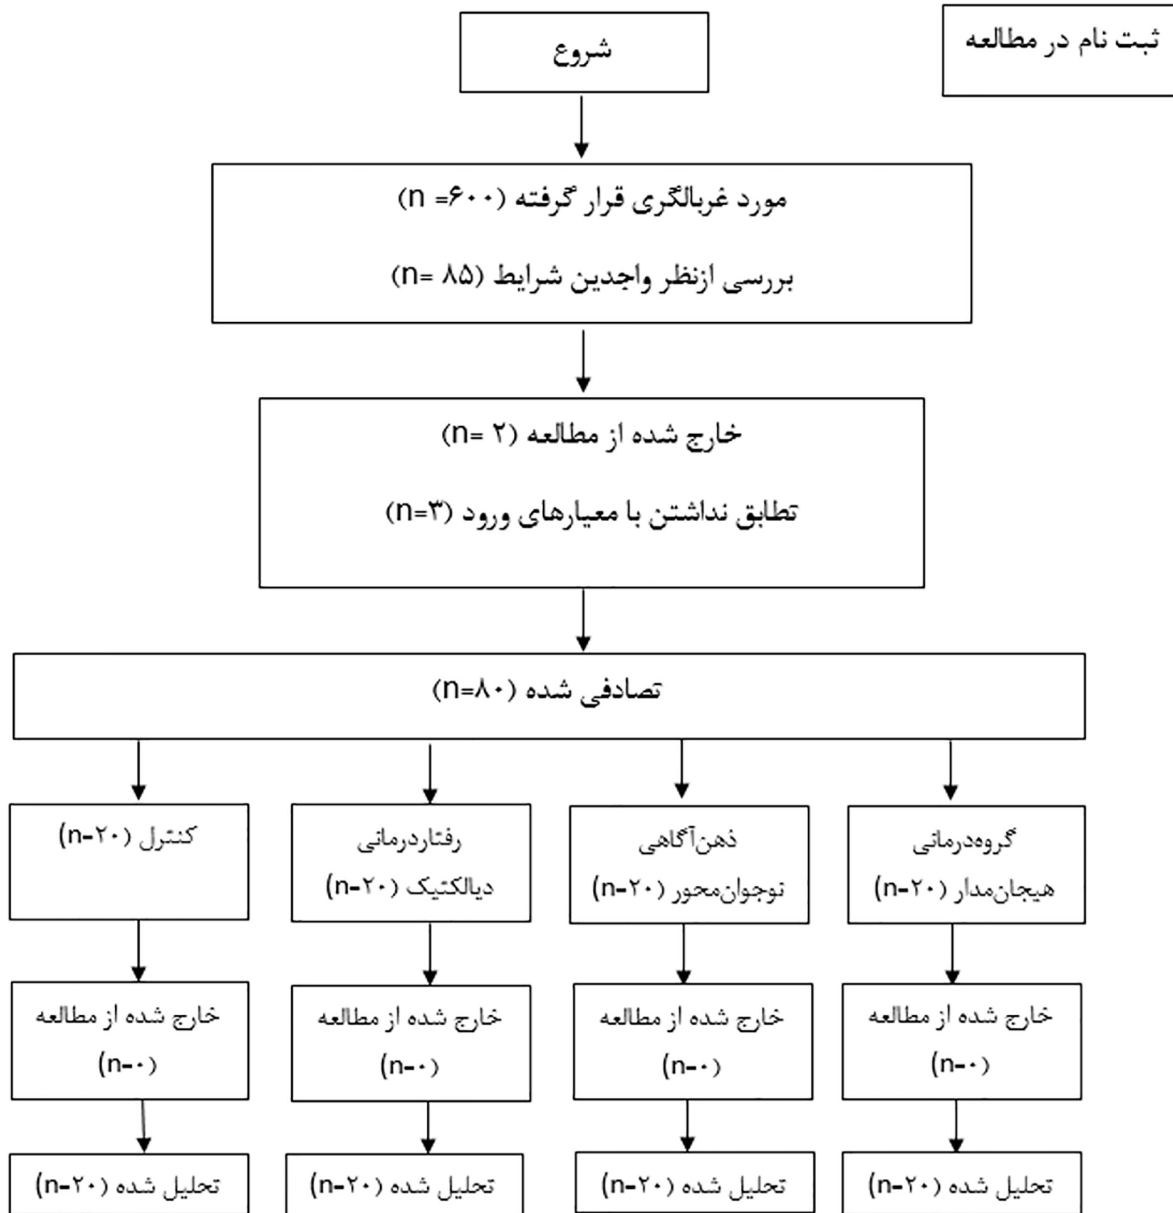 ثبت نام در مطالعه
شروع
مورد غربالگری قرار گرفته (n =۶۰۰)
بررسی ازنظر واجدین شرایط (n= ۸۵)
خارج شده از مطالعه (n= ۲)
تطابق نداشتن با معیارهای ورود (n=۳)
تصادفی شده (n=۸۰)
گروه‌درمانی
هیجان‌مدار (n=۲۰)
ذهن‌آگاهی
نوجوان‌محور (n=۲۰)
رفتاردرمانی
دیالکتیک (n=۲۰)
کنترل (n=۲۰)
خارج شده از مطالعه
(n=۰)
خارج شده از مطالعه
(n=۰)
خارج شده از مطالعه
(n=۰)
خارج شده از مطالعه
(n=۰)
تحلیل شده (n=۲۰)
تحلیل شده (n=۲۰)
تحلیل شده (n=۲۰)
تحلیل شده (n=۲۰)